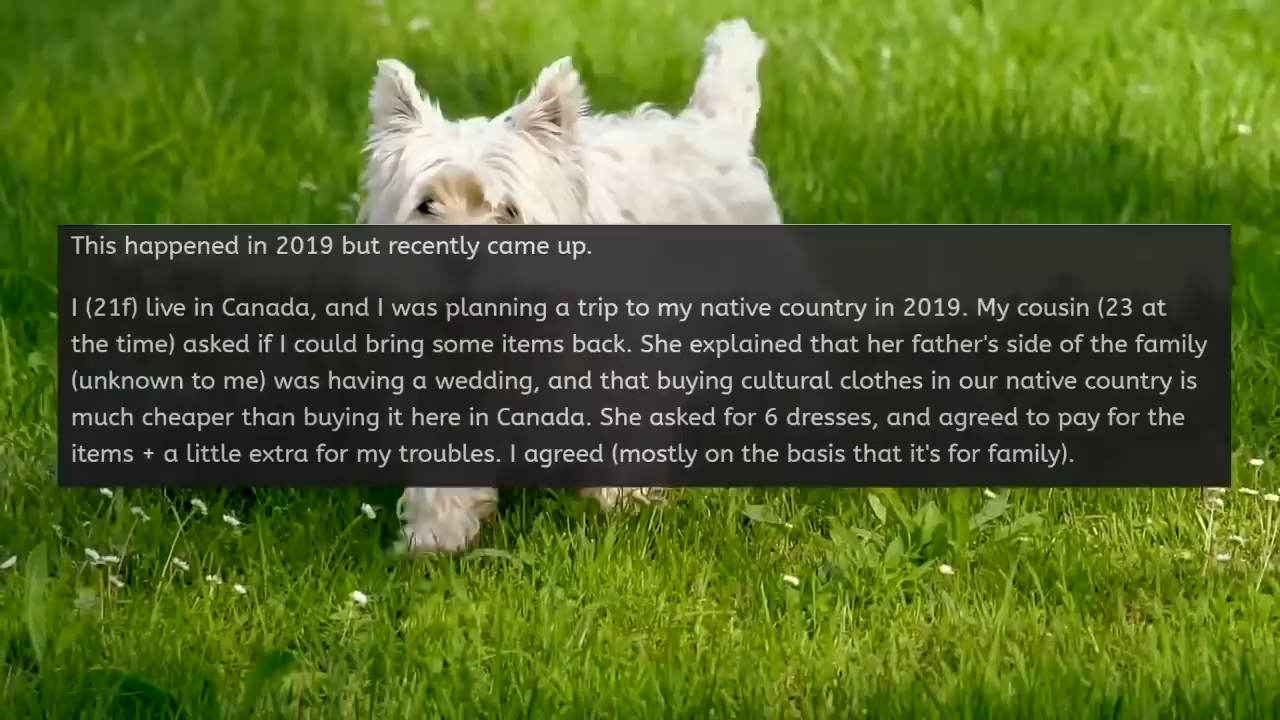 This happened in 2019 but recently came up.
I (21f) live in Canada, and I was planning a trip to my native country in 2019. My cousin (23 at
the time) asked if I could bring some items back. She explained that her father's side of the family
(unknown to me) was having a wedding, and that buying cultural clothes in our native country is
much cheaper than buying it here in Canada. She asked for 6 dresses, and agreed to pay for the
items + a little extra for my troubles. I agreed (mostly on the basis that it's for family).